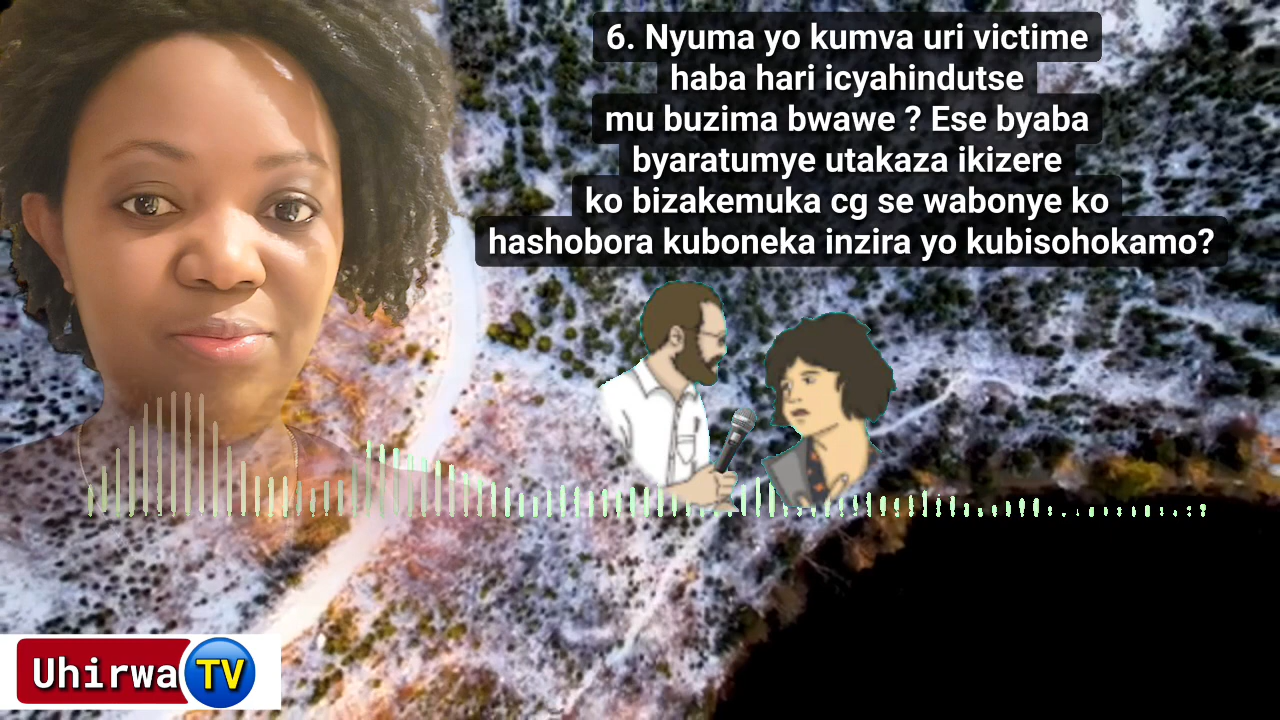 6. Nyuma yo kumva uri victime
haba hari icyahindutse
mu buzima bwawe ? Ese byaba
byaratumye utakaza ikizere
ko bizakemuka cg se wabonye ko
hashobora kuboneka inzira yo kubisohokamo?
Uhirwa TV